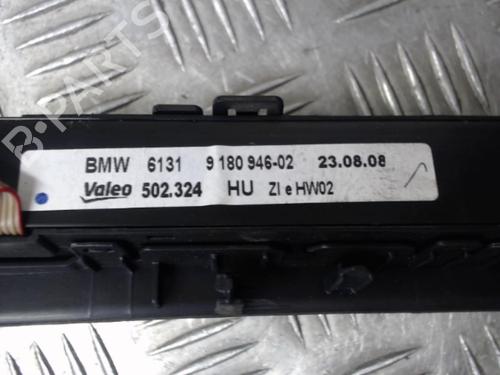 BMW 6131 9 180 946-02 23.08.08
Valeo 502.324 HU ZI e HW02
B-PARTS